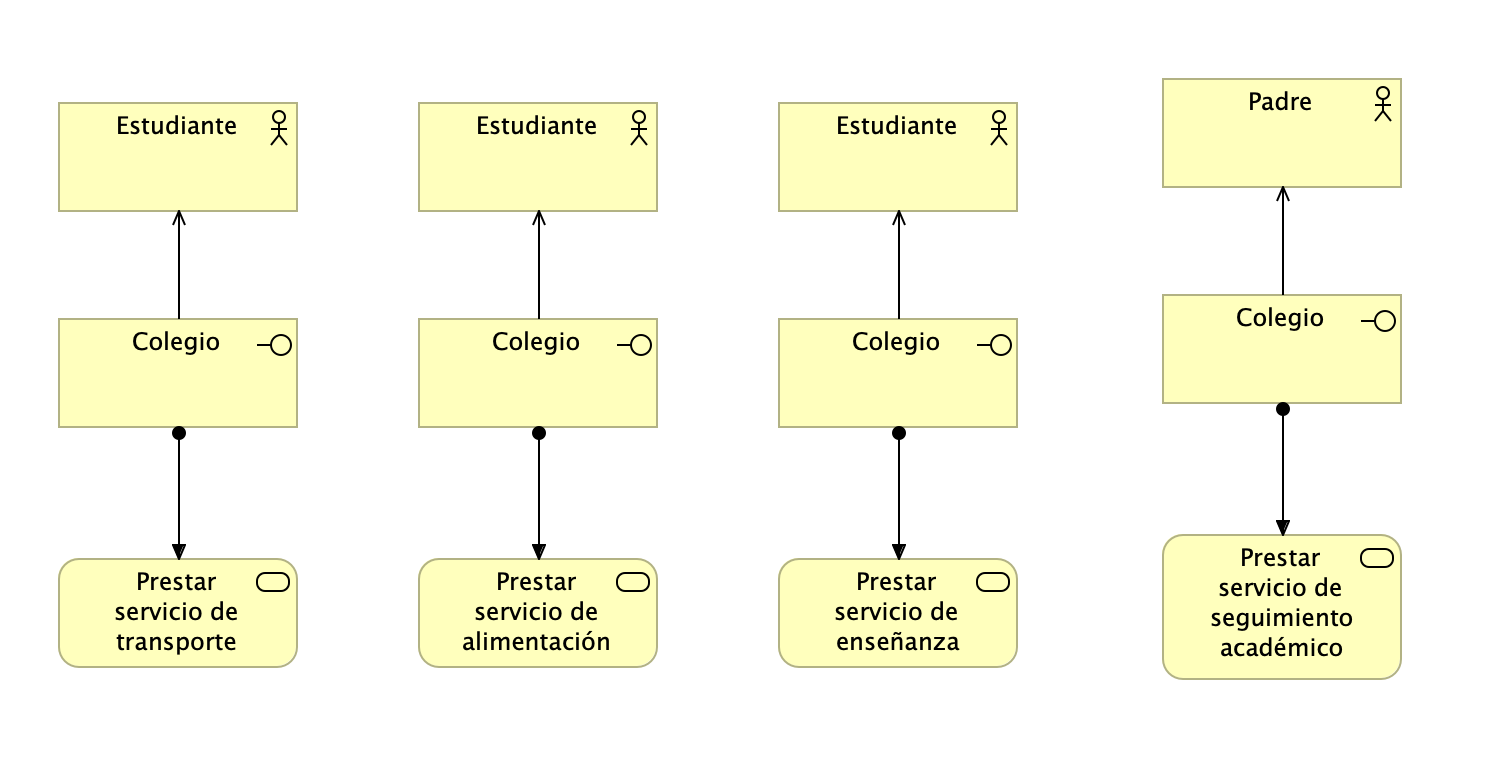 Estudiante
Estudiante
Estudiante
Padre
Colegio
Colegio
Colegio
Colegio
Prestar
servicio de
transporte
Prestar
servicio de
alimentación
Prestar
servicio de
enseñanza
Prestar
servicio de
seguimiento
académico